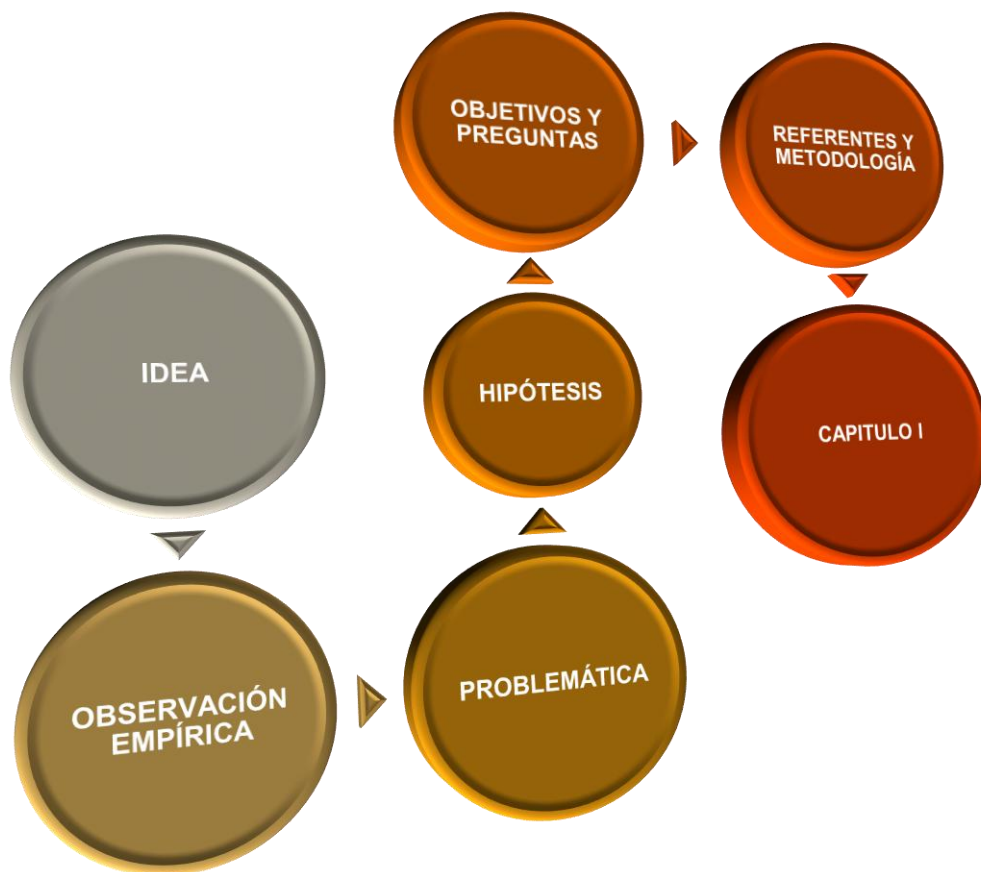 IDEA
OBSERVACIÓN
EMPÍRICA
PROBLEMÁTICA
HIPÓTESIS
OBJETIVOS Y
PREGUNTAS
REFERENTES Y
METODOLOGÍA
CAPITULO I